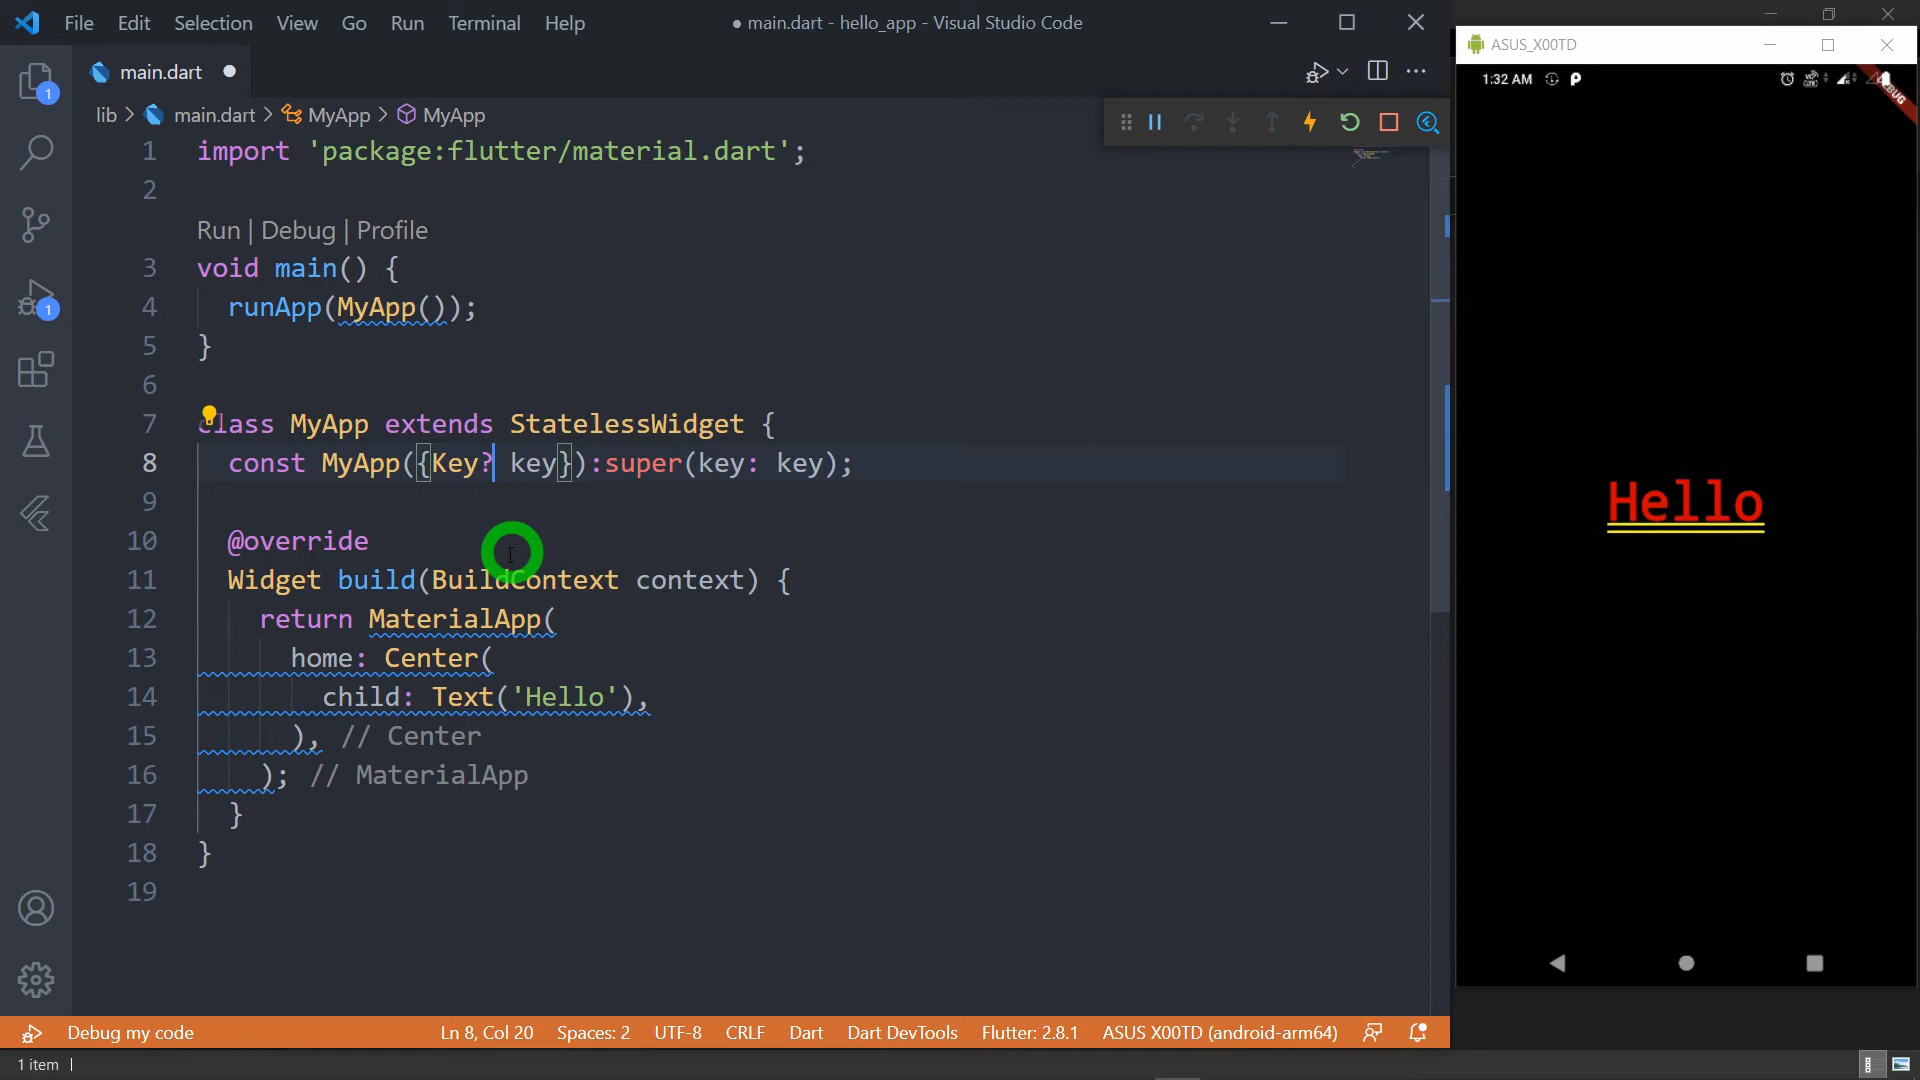 File Edit Selection View Go Run Terminal Help
● main.dart - hello_app - Visual Studio Code
ASUS_X00TD
main.dart
1:32 AM
lib > main.dart > MyApp > MyApp
1 import 'package:flutter/material.dart';
2
Run | Debug | Profile
3 void main() {
4 runApp(MyApp());
5 }
6
7 class MyApp extends StatelessWidget {
8 const MyApp({Key? key}):super(key: key);
9
10 @override
11 Widget build(BuildContext context) {
12 return MaterialApp(
13 home: Center(
14 child: Text('Hello'),
15 ), // Center
16 ); // MaterialApp
17 }
18 }
19
1
1
Hello
Debug my code
Ln 8, Col 20 Spaces: 2 UTF-8 CRLF Dart Dart DevTools Flutter: 2.8.1 ASUS X00TD (android-arm64)
1 item